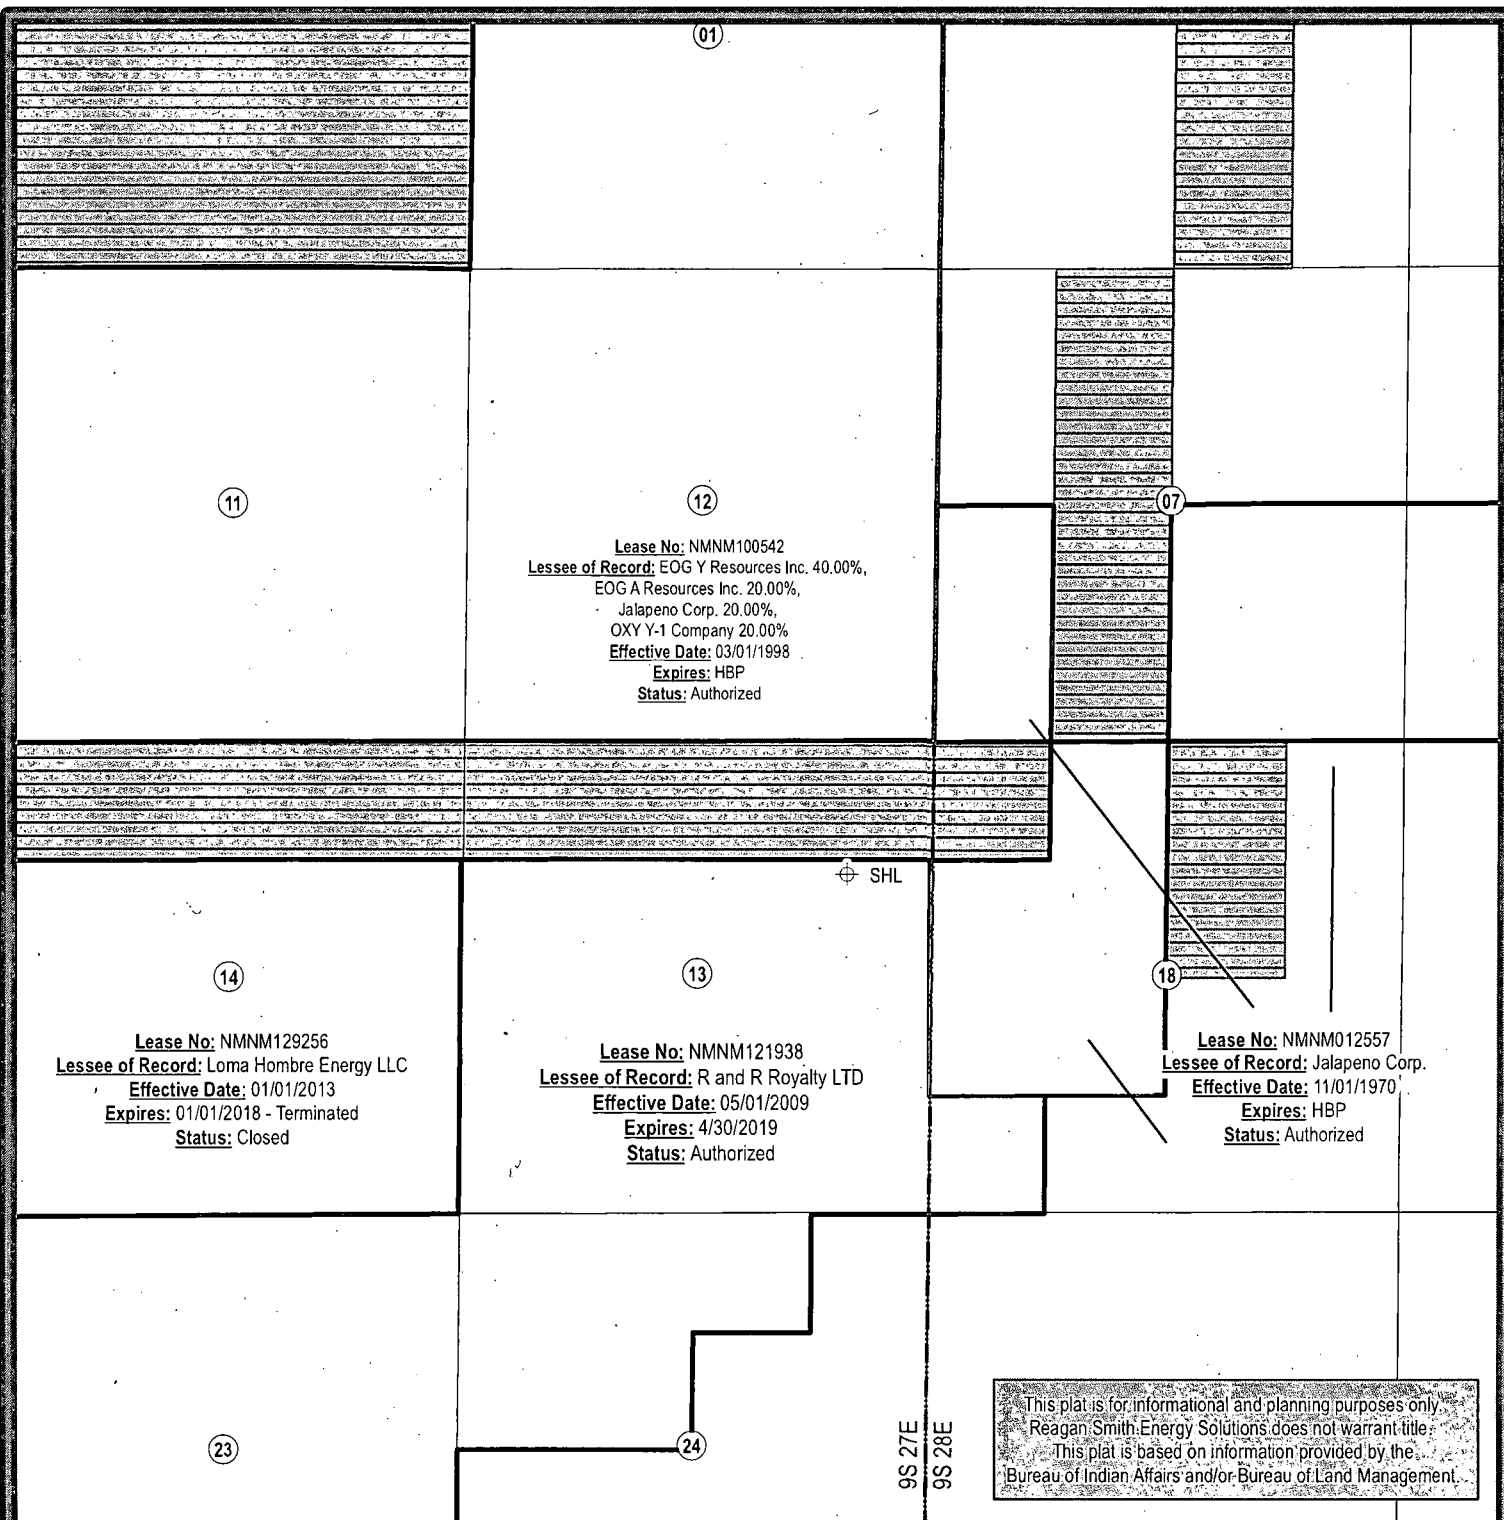 01
11
12
07
Lease No: NMNM100542
Lessee of Record: EOG Y Resources Inc. 40.00%,
EOG A Resources Inc. 20.00%,
Jalapeno Corp. 20.00%,
OXY Y-1 Company 20.00%
Effective Date: 03/01/1998
Expires: HBP
Status: Authorized
SHL
14
13
18
Lease No: NMNM129256
Lessee of Record: Loma Hombre Energy LLC
Effective Date: 01/01/2013
Expires: 01/01/2018 - Terminated
Status: Closed
Lease No: NMNM121938
Lessee of Record: R and R Royalty LTD
Effective Date: 05/01/2009
Expires: 4/30/2019
Status: Authorized
Lease No: NMNM012557
Lessee of Record: Jalapeno Corp.
Effective Date: 11/01/1970
Expires: HBP
Status: Authorized
23
24
9S 27E
9S 28E
This plat is for informational and planning purposes only.
Reagan Smith Energy Solutions does not warrant title.
This plat is based on information provided by the
Bureau of Indian Affairs and/or Bureau of Land Management.